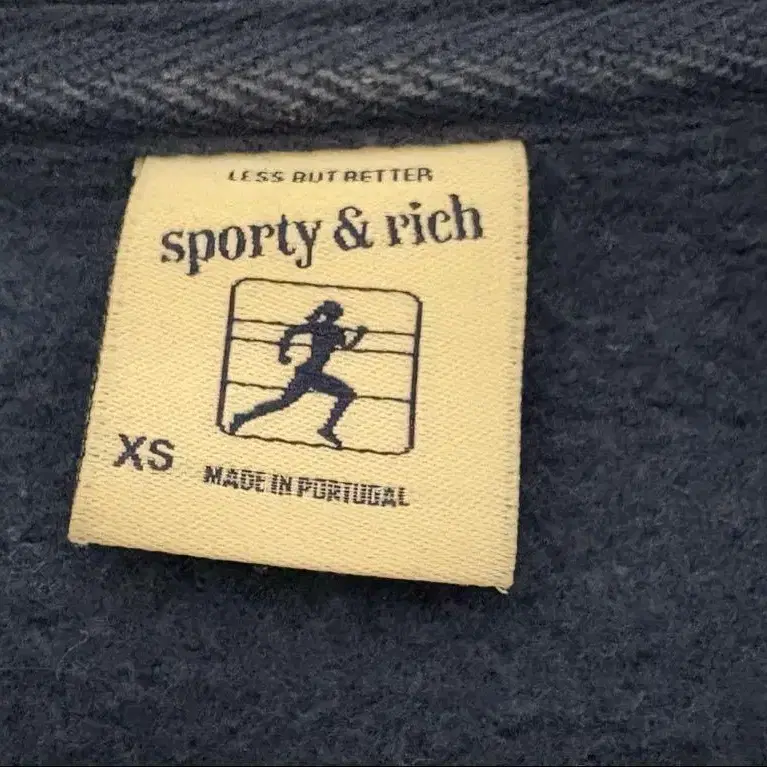 LESS BUT BETTER
sporty & rich
XS
MADE IN PORTUGAL